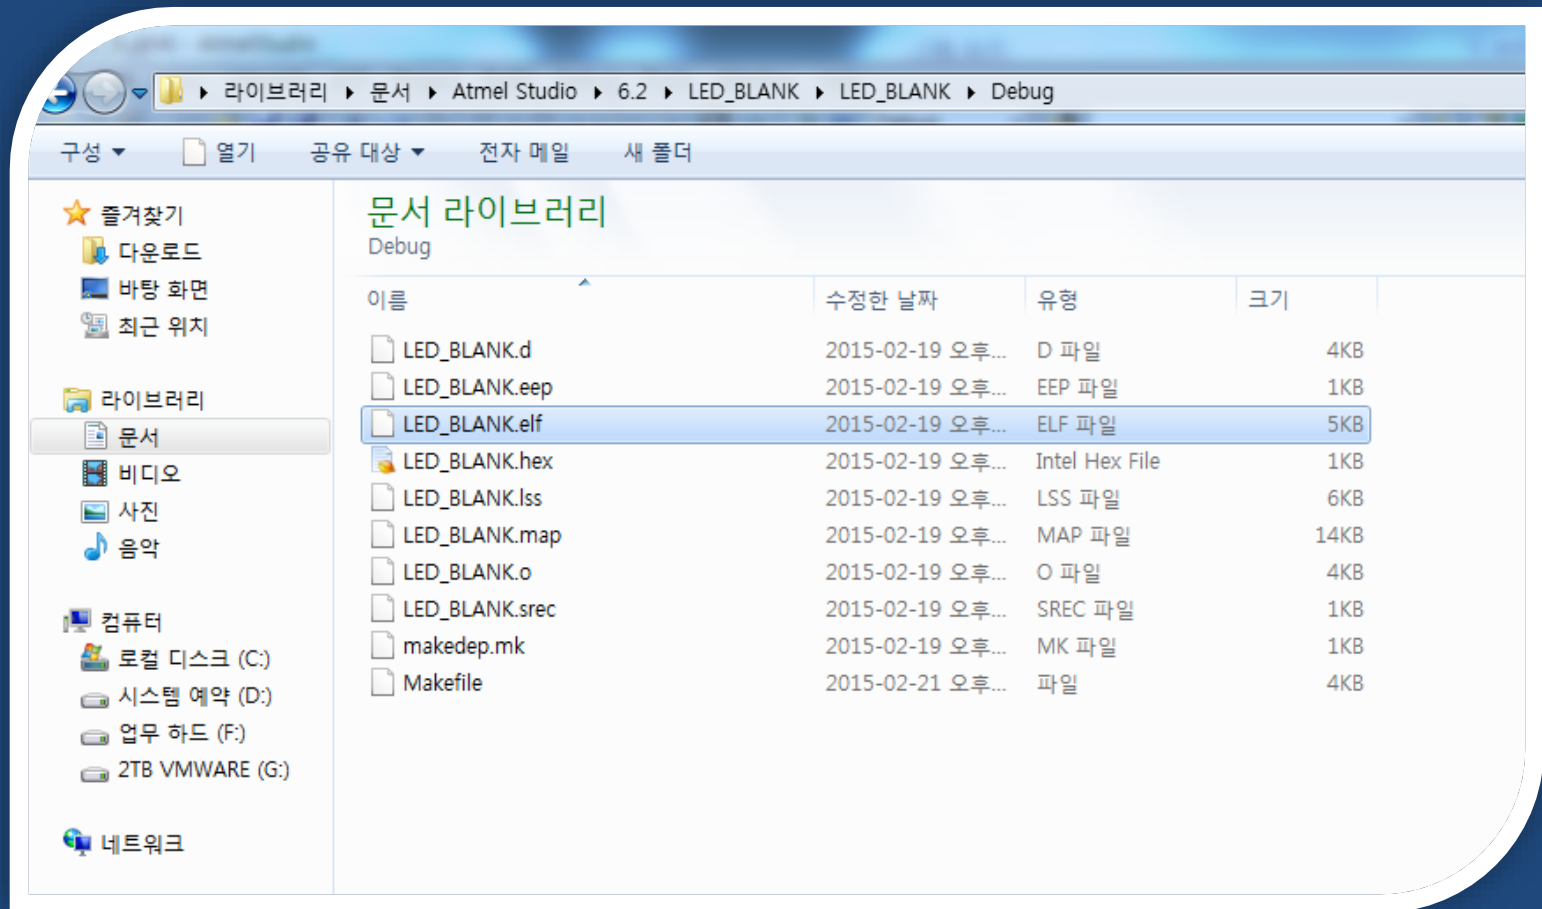 라이브러리 ▸ 문서 ▸ Atmel Studio ▸ 6.2 ▸ LED_BLANK ▸ LED_BLANK ▸ Debug
구성 열기 공유 대상 전자 메일 새 폴더
즐겨찾기
다운로드
바탕 화면
최근 위치
라이브러리
문서
비디오
사진
음악
컴퓨터
로컬 디스크 (C:)
시스템 예약 (D:)
업무 하드 (F:)
2TB VMWARE (G:)
네트워크
문서 라이브러리
Debug
이름 수정한 날짜 유형 크기
LED_BLANK.d 2015-02-19 오후... D 파일 4KB
LED_BLANK.eep 2015-02-19 오후... EEP 파일 1KB
LED_BLANK.elf 2015-02-19 오후... ELF 파일 5KB
LED_BLANK.hex 2015-02-19 오후... Intel Hex File 1KB
LED_BLANK.lss 2015-02-19 오후... LSS 파일 6KB
LED_BLANK.map 2015-02-19 오후... MAP 파일 14KB
LED_BLANK.o 2015-02-19 오후... O 파일 4KB
LED_BLANK.srec 2015-02-19 오후... SREC 파일 1KB
makedep.mk 2015-02-19 오후... MK 파일 1KB
Makefile 2015-02-21 오후... 파일 4KB